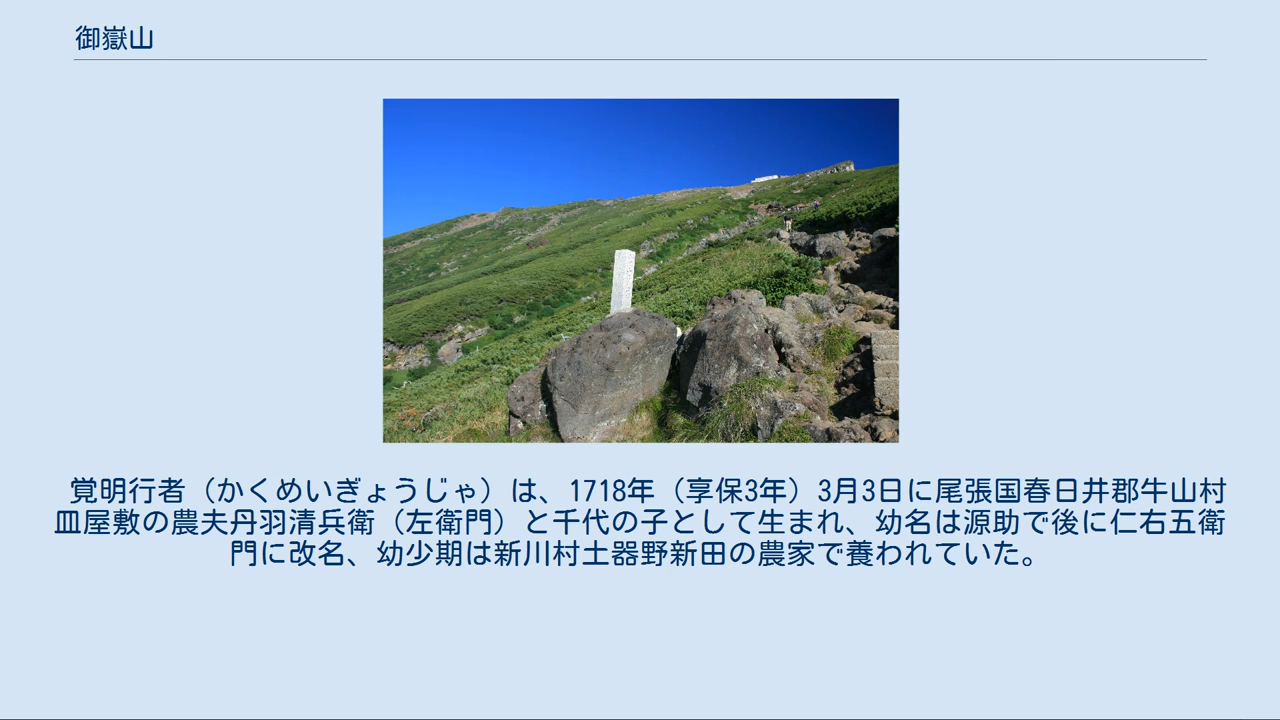 御嶽山
覚明行者（かくめいぎょうじゃ）は、1718年（享保3年）3月3日に尾張国春日井郡牛山村
皿屋敷の農夫丹羽清兵衛（左衛門）と千代の子として生まれ、幼名は源助で後に仁右五衛
門に改名、幼少期は新川村土器野新田の農家で養われていた。